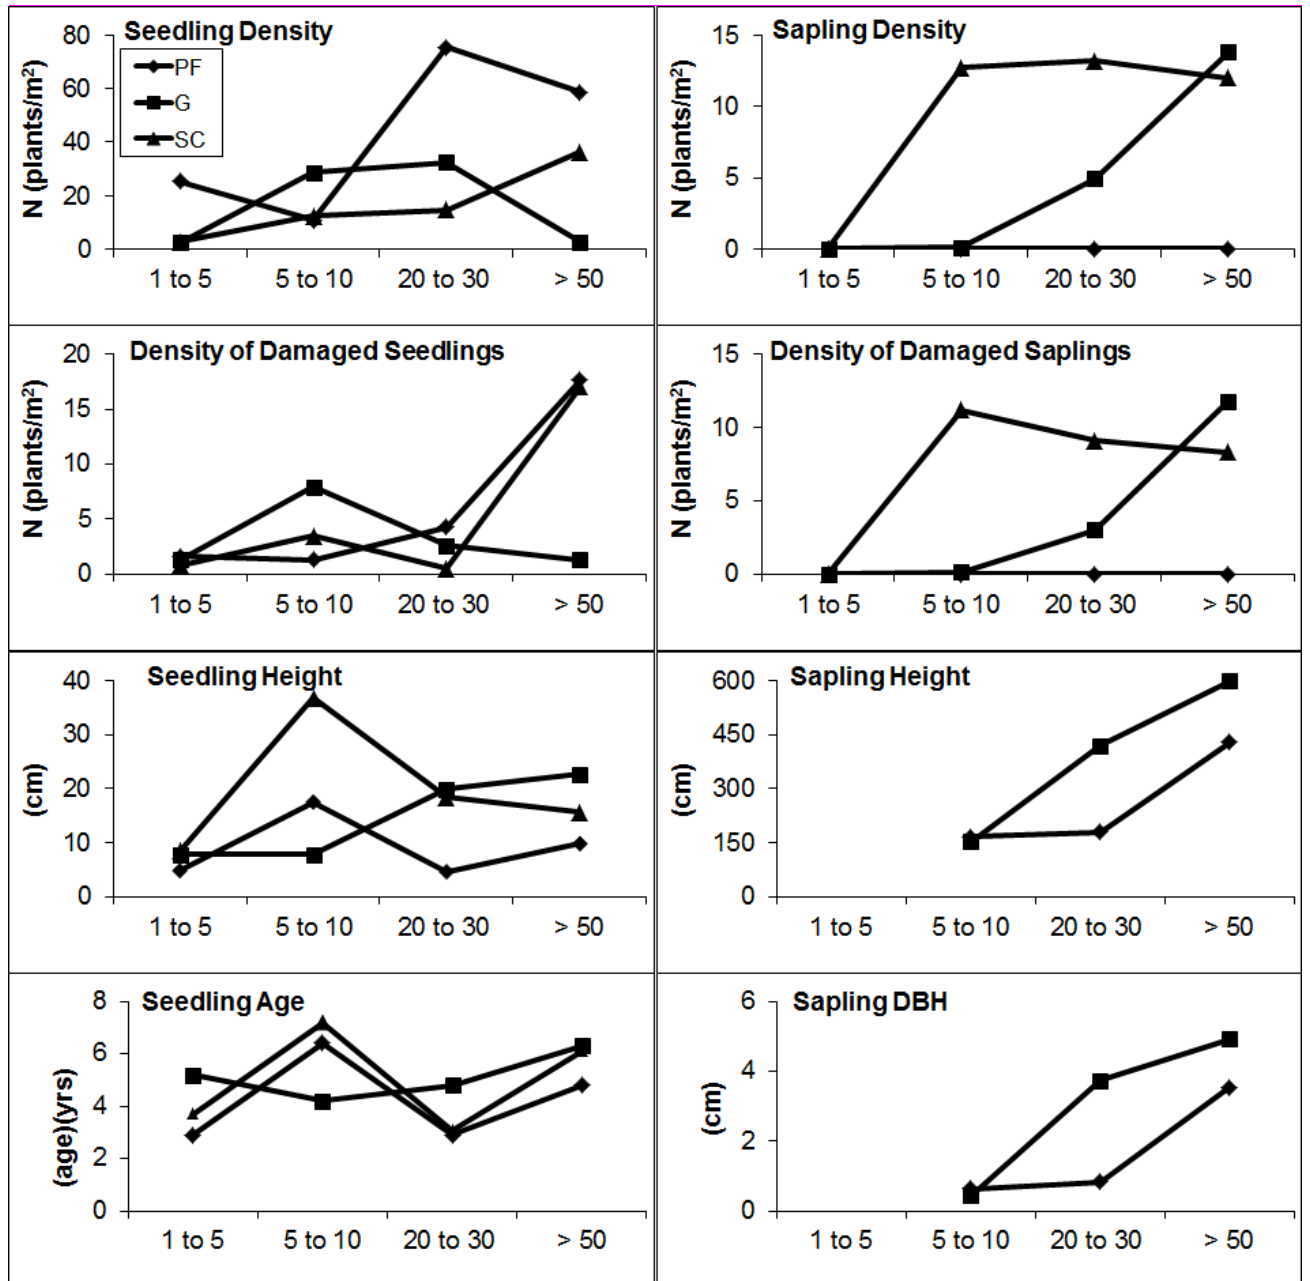 Seedling Density
N (plants/m²)
80
60
40
20
0
PF
G
SC
1 to 5 5 to 10 20 to 30 > 50
Sapling Density
N (plants/m²)
15
10
5
0
1 to 5 5 to 10 20 to 30 > 50
Density of Damaged Seedlings
N (plants/m²)
20
15
10
5
0
1 to 5 5 to 10 20 to 30 > 50
Density of Damaged Saplings
N (plants/m²)
15
10
5
0
1 to 5 5 to 10 20 to 30 > 50
Seedling Height
(cm)
40
30
20
10
0
1 to 5 5 to 10 20 to 30 > 50
Sapling Height
(cm)
600
450
300
150
0
1 to 5 5 to 10 20 to 30 > 50
Seedling Age
(age)(yrs)
8
6
4
2
0
1 to 5 5 to 10 20 to 30 > 50
Sapling DBH
(cm)
6
4
2
0
1 to 5 5 to 10 20 to 30 > 50